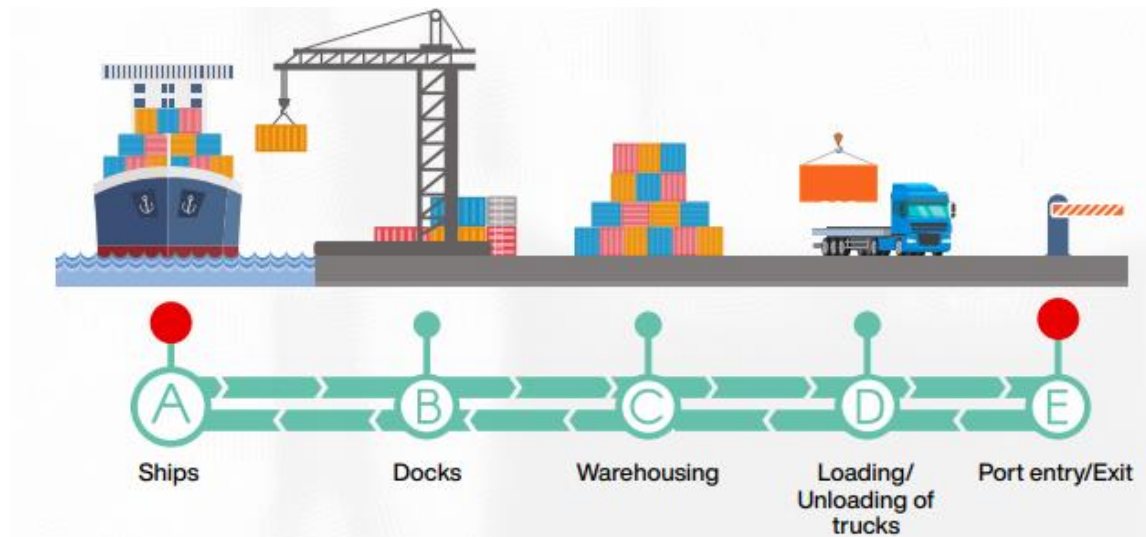 A
B
C
D
E
Ships
Docks
Warehousing
Loading/
Unloading of
trucks
Port entry/Exit